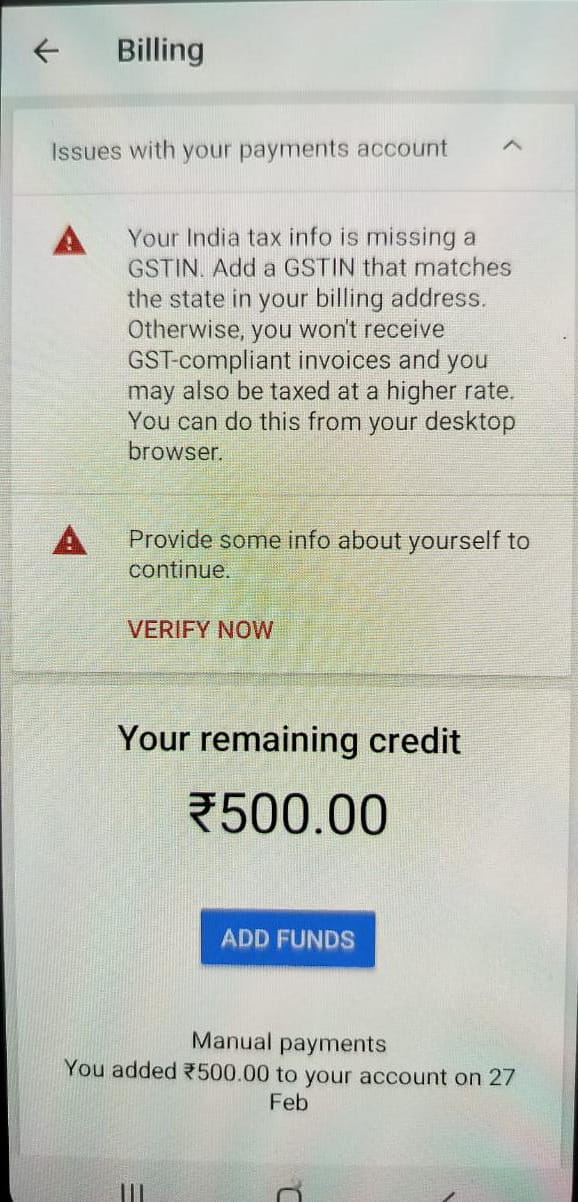 Billing
Issues with your payments account
Your India tax info is missing a
GSTIN. Add a GSTIN that matches
the state in your billing address.
Otherwise, you won't receive
GST-compliant invoices and you
may also be taxed at a higher rate.
You can do this from your desktop
browser.
Provide some info about yourself to
continue.
VERIFY NOW
Your remaining credit
₹500.00
ADD FUNDS
Manual payments
You added ₹500.00 to your account on 27
Feb